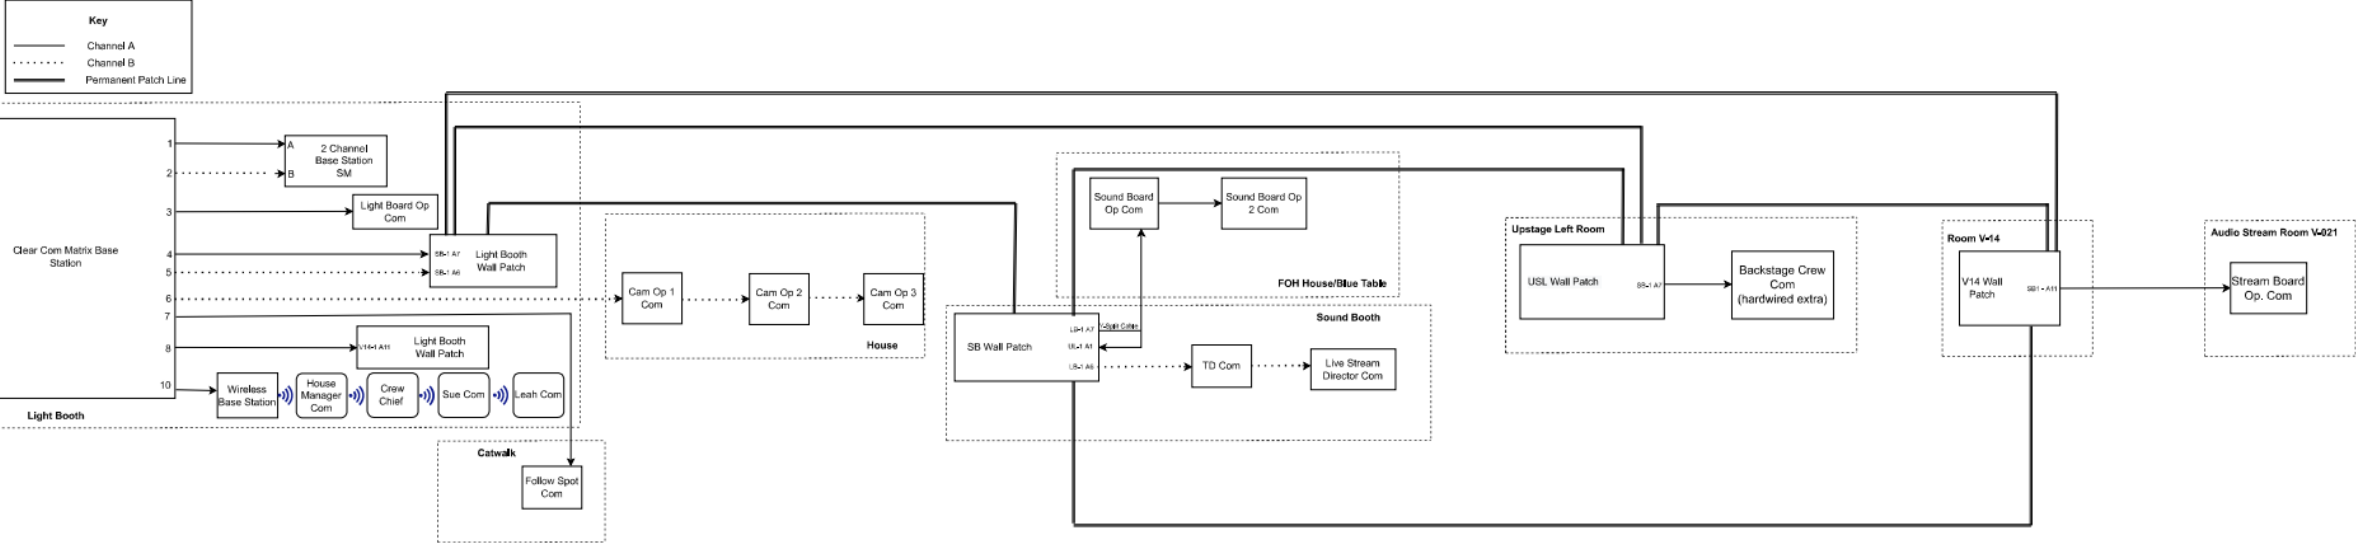 Key
Channel A
Channel B
Permanent Patch Line
Clear Com Matrix Base
Station
1
2
3
4
5
6
7
8
10
A
B
2 Channel
Base Station
SM
Light Board Op
Com
SB-1 A7
SB-1 A6
Light Booth
Wall Patch
V14-1 A11
Light Booth
Wall Patch
Wireless
Base Station
House
Manager
Com
Crew
Chief
Sue Com
Leah Com
Light Booth
Catwalk
Follow Spot
Com
Cam Op 1
Com
Cam Op 2
Com
Cam Op 3
Com
House
Sound Board
Op Com
Sound Board Op
2 Com
FOH House/Blue Table
Sound Booth
SB Wall Patch
LB-1 A7
Y-Split Cable
UL-1 A1
LB-1 A6
TD Com
Live Stream
Director Com
Upstage Left Room
USL Wall Patch
SB-1 A7
Backstage Crew
Com
(hardwired extra)
Room V-14
V14 Wall
Patch
SB1 - A11
Audio Stream Room V-021
Stream Board
Op. Com